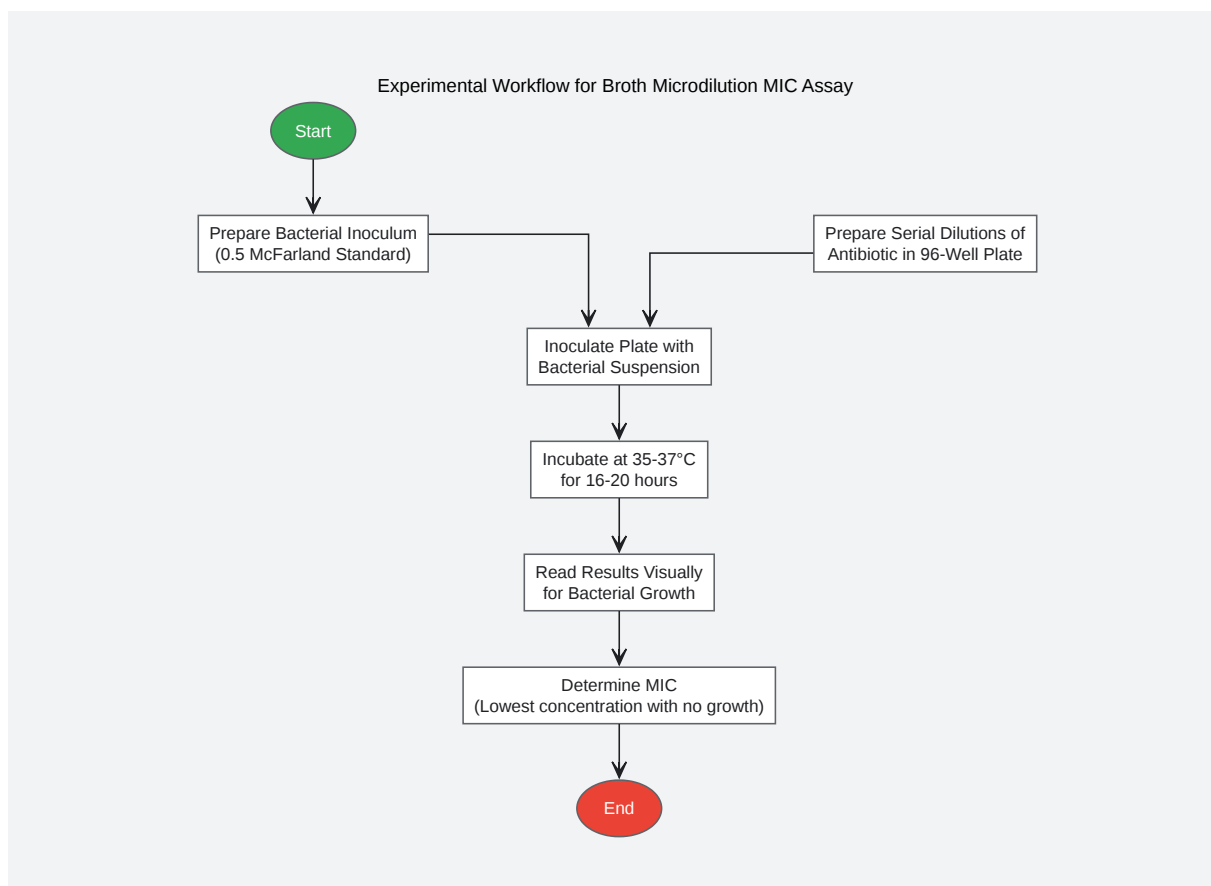 Experimental Workflow for Broth Microdilution MIC Assay
Start
Prepare Bacterial Inoculum
(0.5 McFarland Standard)
Prepare Serial Dilutions of
Antibiotic in 96-Well Plate
Inoculate Plate with
Bacterial Suspension
Incubate at 35-37°C
for 16-20 hours
Read Results Visually
for Bacterial Growth
Determine MIC
(Lowest concentration with no growth)
End